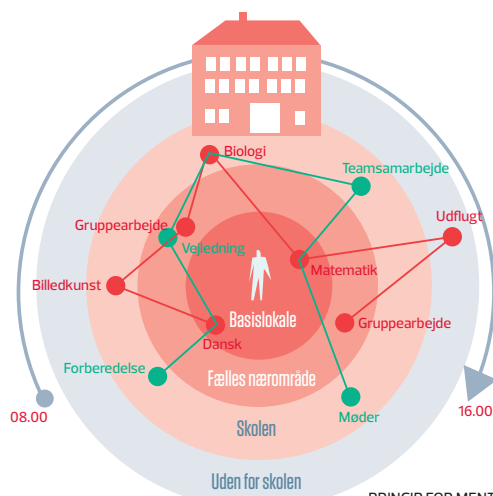 Biologi
Teamsamarbejde
Udflugt
Gruppearbejde
Vejledning
Matematik
Billedkunst
Basislokale
Gruppearbejde
Dansk
Forberedelse
Fælles nærområde
08.00
16.00
Møder
Skolen
Uden for skolen